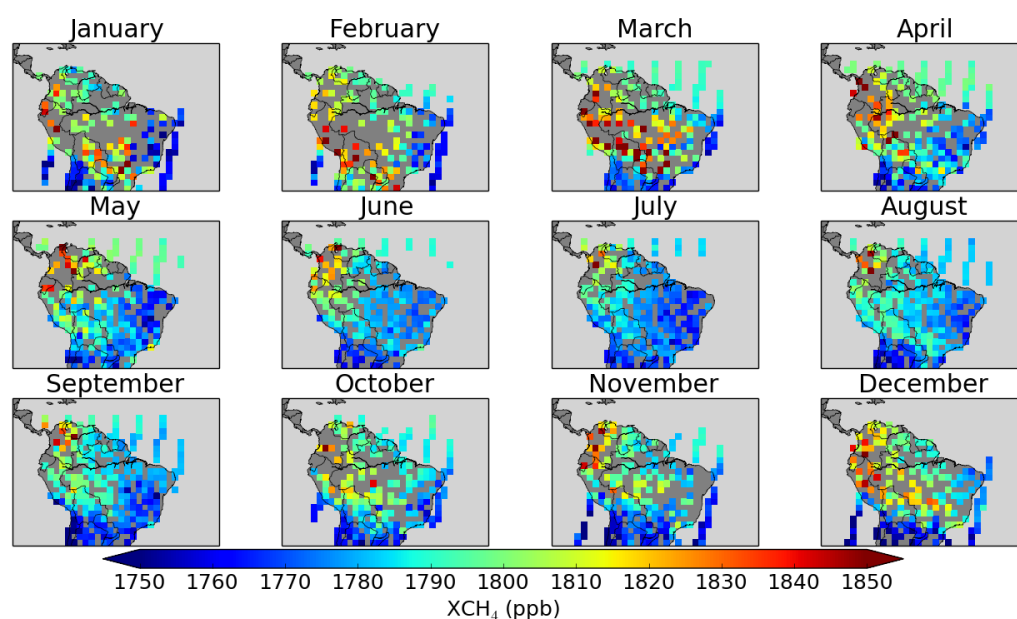 January February March April
May June July August
September October November December
1750 1760 1770 1780 1790 1800 1810 1820 1830 1840 1850
XCH₄ (ppb)